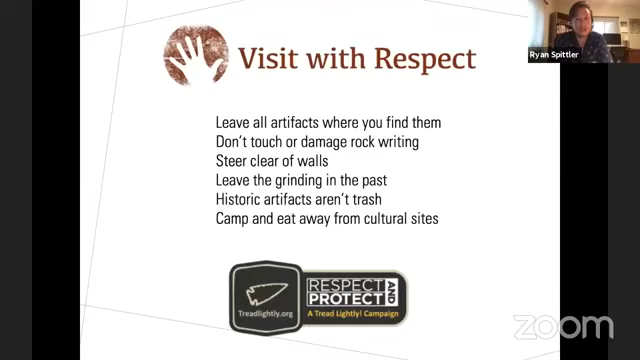 Visit with Respect
Ryan Spittler
Leave all artifacts where you find them
Don't touch or damage rock writing
Steer clear of walls
Leave the grinding in the past
Historic artifacts aren't trash
Camp and eat away from cultural sites
Treadlightly.org
RESPECT AND PROTECT
A Tread Lightly! Campaign
zoom